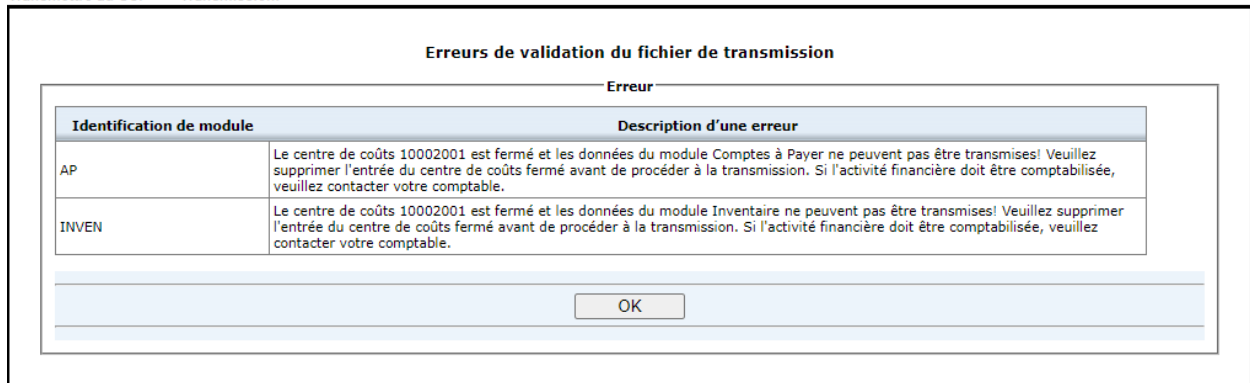 Erreurs de validation du fichier de transmission
Erreur
Identification de module Description d'une erreur
AP
Le centre de coûts 10002001 est fermé et les données du module Comptes à Payer ne peuvent pas être transmises! Veuillez
supprimer l'entrée du centre de coûts fermé avant de procéder à la transmission. Si l'activité financière doit être comptabilisée,
veuillez contacter votre comptable.
INVEN
Le centre de coûts 10002001 est fermé et les données du module Inventaire ne peuvent pas être transmises! Veuillez supprimer
l'entrée du centre de coûts fermé avant de procéder à la transmission. Si l'activité financière doit être comptabilisée, veuillez
contacter votre comptable.
OK